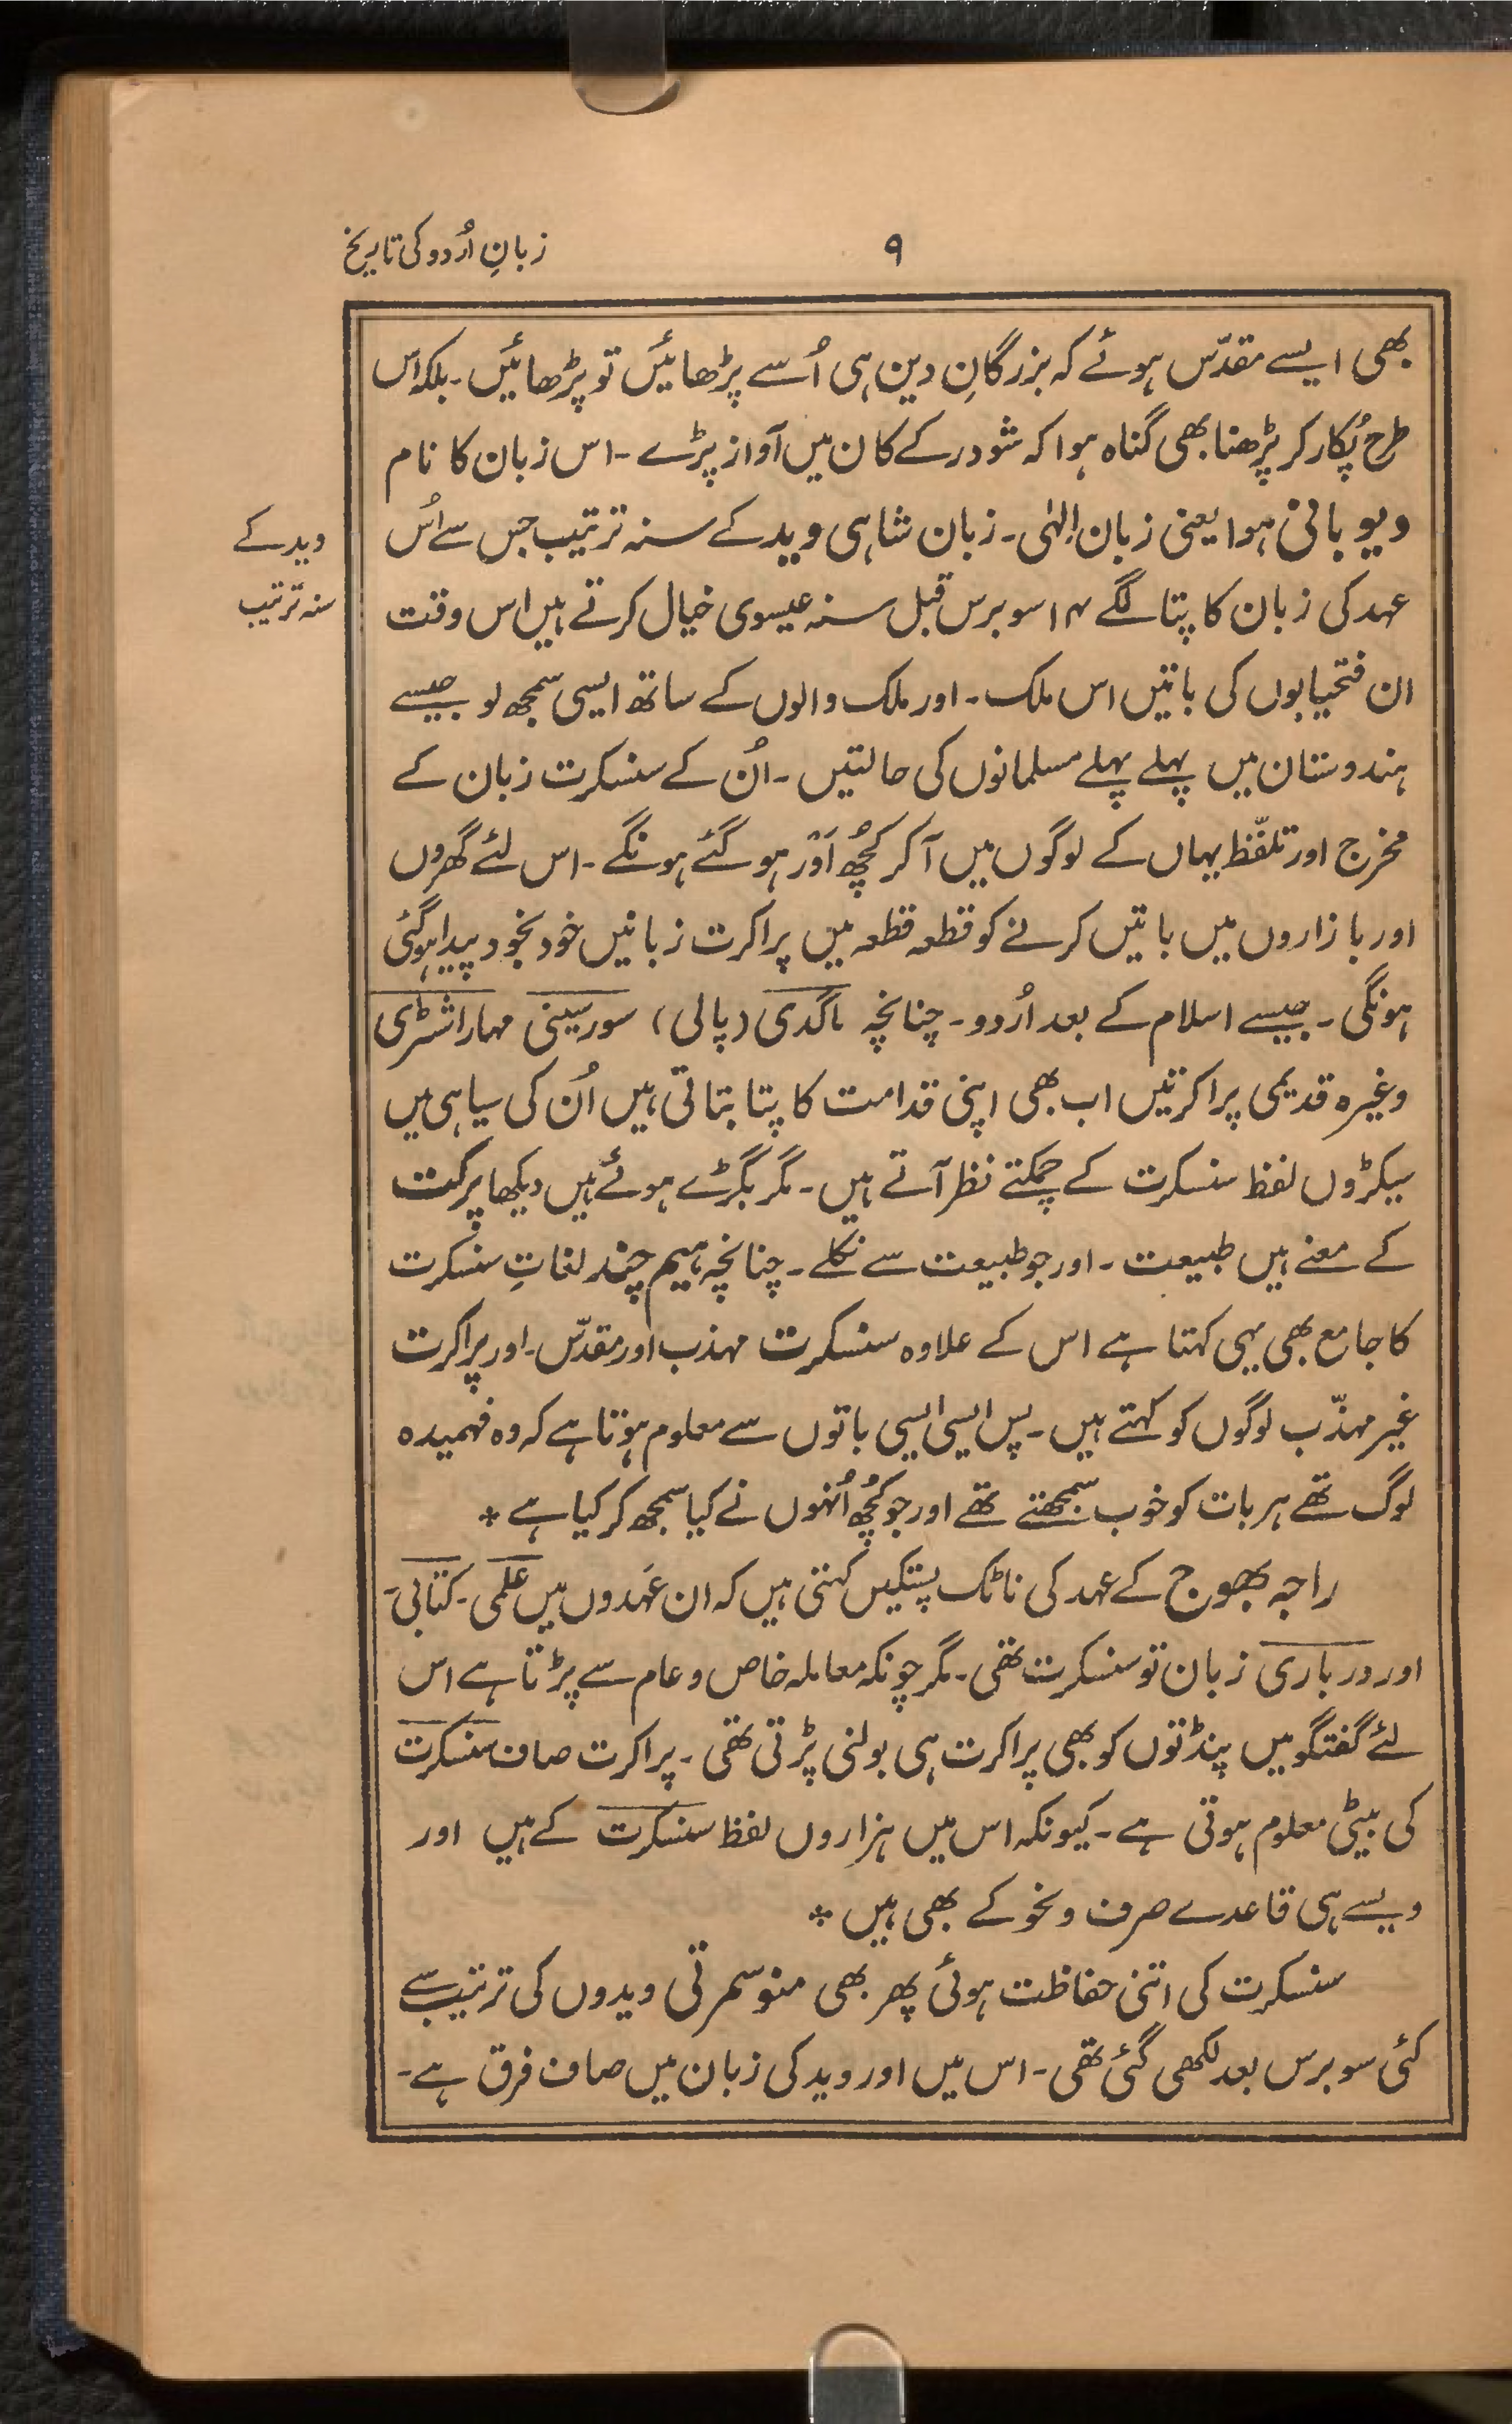 ۹
زبانِ اُردو کی تاریخ
بھی ایسے مقدّس ہوئے کہ بزرگانِ دین ہی اُسے پڑھائیں تو پڑھائیں۔ بلکہ اس
طرح پُکار کر پڑھنا بھی گناہ ہوا کہ شودر کے کان میں آواز پڑے۔ اس زبان کا نام
دیو بانی ہوا یعنی زبان اِلہٰی۔ زبان شاہی وید کے سنہ ترتیب جس سے اُس
وید کے
سنہ ترتیب
عہد کی زبان کا پتا لگے ۱۴ سو برس قبل سنہ عیسوی خیال کرتے ہیں اس وقت
ان فتحیابوں کی باتیں اس ملک۔ اور ملک والوں کے ساتھ ایسی سمجھ لو جیسے
ہندوستان میں پہلے پہلے مسلمانوں کی حالتیں۔ اُن کے سنسکرت زبان کے
مخرج اور تلفّظ یہاں کے لوگوں میں آ کر کچُھ اَوْر ہو گئے ہونگے۔ اس لئے گھروں
اور بازاروں میں باتیں کرنے کو قطعہ قطعہ میں پراکرت زبانیں خود بخود پیدا ہو گئی
ہونگی۔ جیسے اسلام کے بعد اُردو۔ چنانچہ ماگدی (پالی) سورسینی مہاراشٹری
وغیرہ قدیمی پراکرتیں اب بھی اپنی قدامت کا پتا بتاتی ہیں اُن کی سیاہی میں
سیکڑوں لفظ سنسکرت کے چمکتے نظر آتے ہیں۔ مگر بگڑے ہوئے ہیں دیکھا پرکت
کے معنے ہیں طبیعت۔ اور جو طبیعت سے نکلے۔ چنانچہ ہیم چندر لغاتِ سنسکرت
کا جامع بھی یہی کہتا ہے اس کے علاوہ سنسکرت مہذب اور مقدّس۔ اور پراکرت
غیر مہذّب لوگوں کو کہتے ہیں۔ پس ایسی ایسی باتوں سے معلوم ہوتا ہے کہ وہ فہمیدہ
لوگ تھے ہر بات کو خوب سمجھتے تھے اور جو کچُھ اُنہوں نے کیا سمجھ کر کیا ہے *
راجہ بھوج کے عہد کی ناٹک پستکیں کہتی ہیں کہ ان عَہدوں میں علمی۔ کتابی۔
اور درباری زبان تو سنسکرت تھی۔ مگر چونکہ معاملہ خاص و عام سے پڑتا ہے اس
لئے گفتگو میں پنڈتوں کو بھی پراکرت ہی بولنی پڑتی تھی۔ پراکرت صاف سنسکرت
کی بیٹی معلوم ہوتی ہے۔ کیونکہ اس میں ہزاروں لفظ سنسکرت کے ہیں اور
ویسے ہی قاعدے صرف و نحو کے بھی ہیں *
سنسکرت کی اتنی حفاظت ہوئی پھر بھی منو سمرتی ویدوں کی ترتیب سے
کئی سو برس بعد لکھی گئی تھی۔ اس میں اور وید کی زبان میں صاف فرق ہے۔